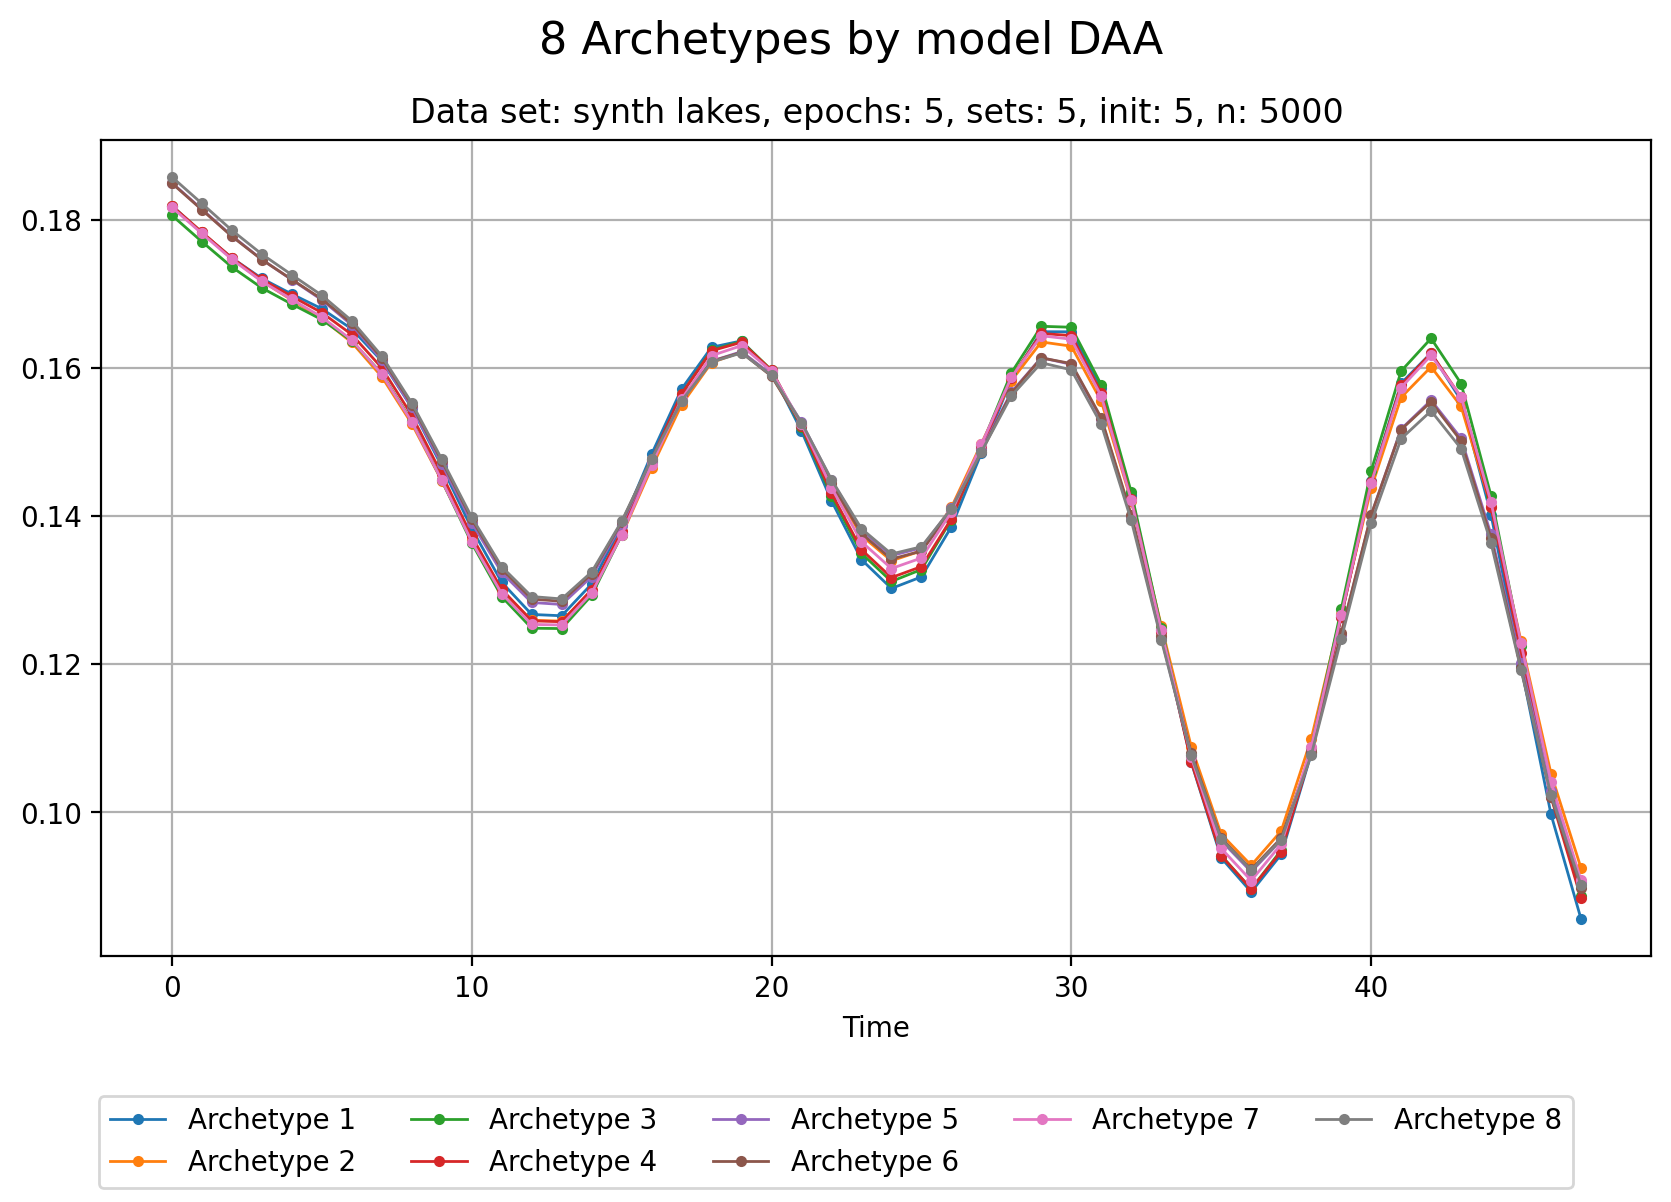 8 Archetypes by model DAA
Data set: synth lakes, epochs: 5, sets: 5, init: 5, n: 5000
0.18
0.16
0.14
0.12
0.10
0 10 20 30 40
Time
Archetype 1 Archetype 3 Archetype 5 Archetype 7 Archetype 8
Archetype 2 Archetype 4 Archetype 6